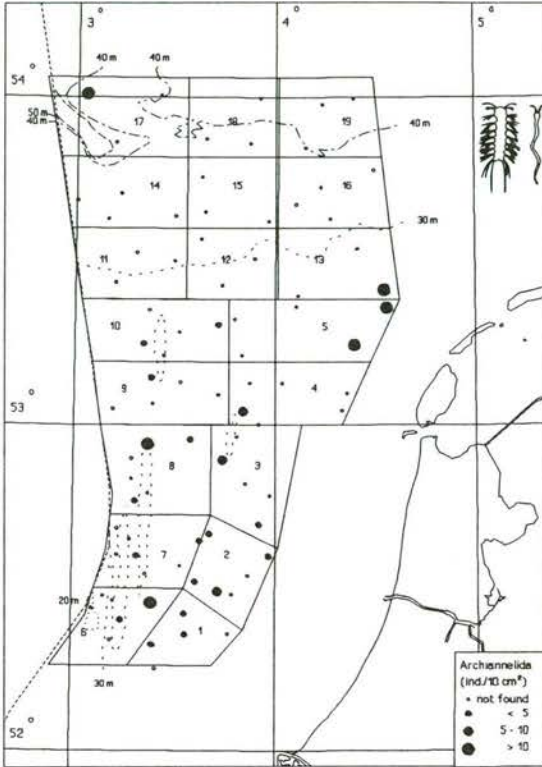 3° 4° 5°
40 m 40 m
54°
50 m
40 m 17 18 19 40 m
14 15 16
30 m
11 12 13
10 5
9 4
53°
8 3
7 2
20 m
6 1
30 m
52°
Archiannelida
(ind./10 cm²)
not found
< 5
5 - 10
> 10